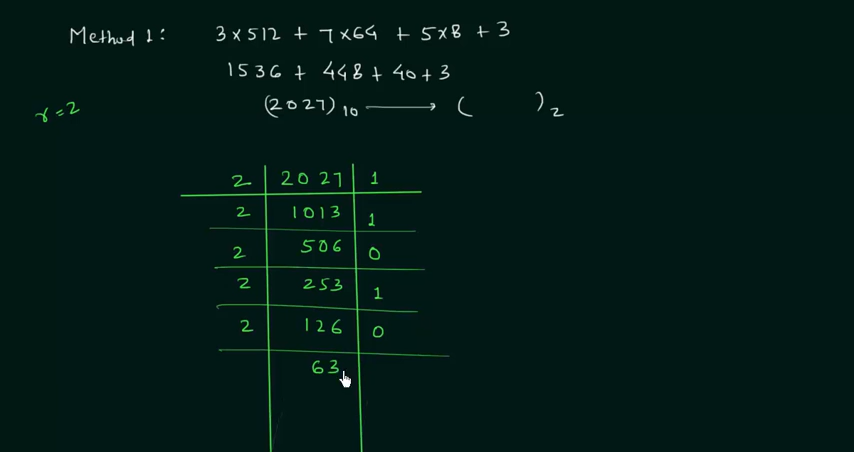 Method 1: 3×512 + 7×64 + 5×8 + 3
1536 + 448 + 40+3
r=2 (2027)10 → ( )2
2 2027 1
2 1013 1
2 506 0
2 253 1
2 126 0
63